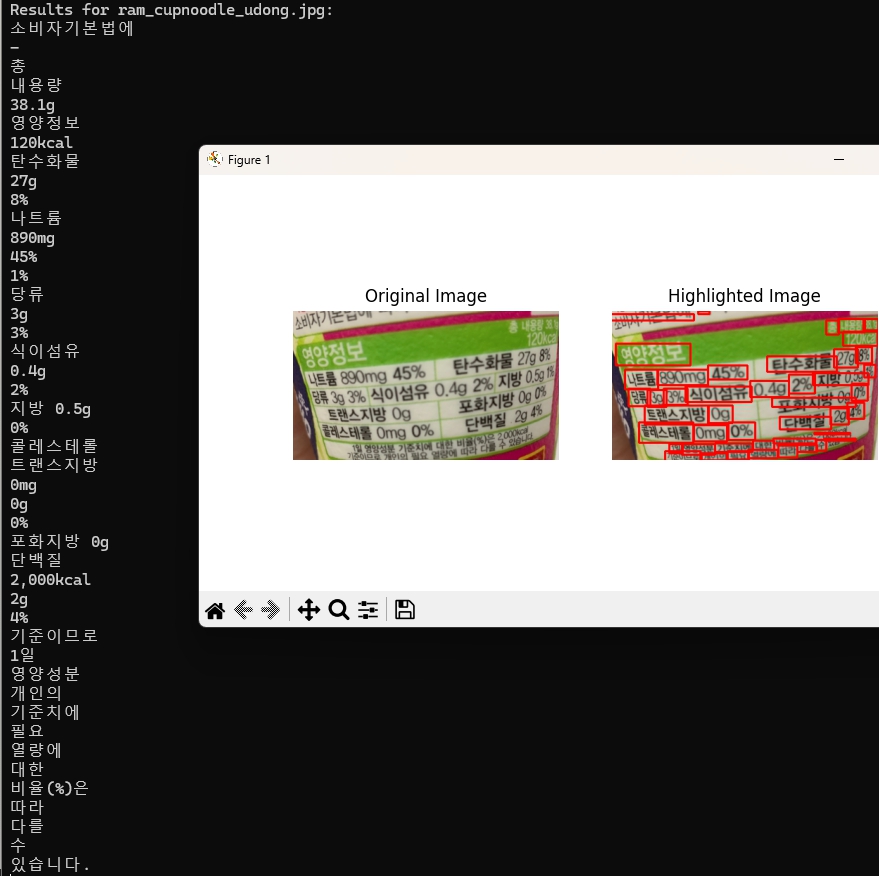 Results for ram_cupnoodle_udong.jpg:
소비자기본법에
–
총
내용량
38.1g
영양정보
120kcal
탄수화물
27g
8%
나트륨
890mg
45%
1%
당류
3g
3%
식이섬유
0.4g
2%
지방 0.5g
0%
콜레스테롤
트랜스지방
0mg
0g
0%
포화지방 0g
단백질
2,000kcal
2g
4%
기준이므로
1일
영양성분
개인의
기준치에
필요
열량에
대한
비율(%)은
따라
다를
수
있습니다.
Figure 1
Original Image
소비자기본법에
총 내용량
120kcal
영양정보
나트륨 890mg 45% 탄수화물 27g 8%
당류 3g 3% 식이섬유 0.4g 2% 지방 0.5g 1%
트랜스지방 0g 포화지방 0g 0%
콜레스테롤 0mg 0% 단백질 2g 4%
1일 영양성분 기준치에 대한 비율(%)은 2,000kcal
기준이므로 개인의 필요 열량에 따라 다를 수 있습니다.
Highlighted Image
영양정보
나트륨 890mg 45% 탄수화물 27g 8%
당류 3g 3% 식이섬유 0.4g 2% 지방 0.5g
트랜스지방 0g 포화지방 0g 0%
콜레스테롤 0mg 0% 단백질 2g 4%